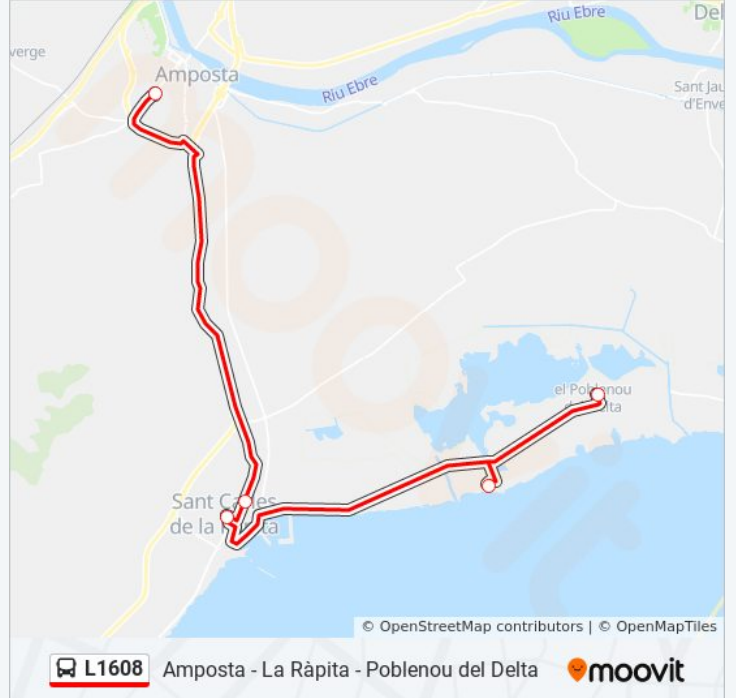 Riu Ebre
Del
verge
Amposta
Riu Ebre
Sant Jau
d'Enve
el Poblenou
del Delta
Sant Carles
de la Ràpita
© OpenStreetMap contributors | © OpenMapTiles
L1608 Amposta - La Ràpita - Poblenou del Delta moovit